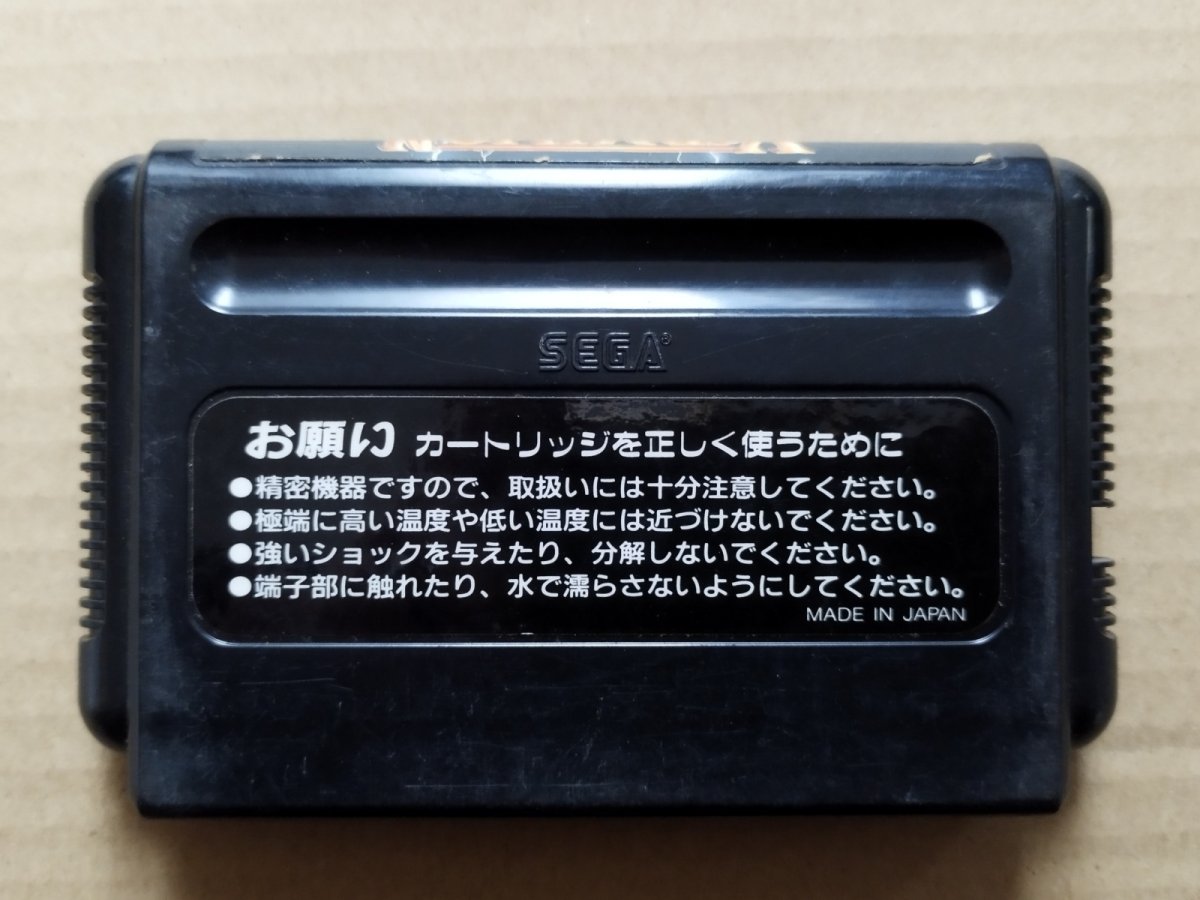 SEGA®
お願い カートリッジを正しく使うために
●精密機器ですので、取扱いには十分注意してください。
●極端に高い温度や低い温度には近づけないでください。
●強いショックを与えたり、分解しないでください。
●端子部に触れたり、水で濡らさないようにしてください。
MADE IN JAPAN